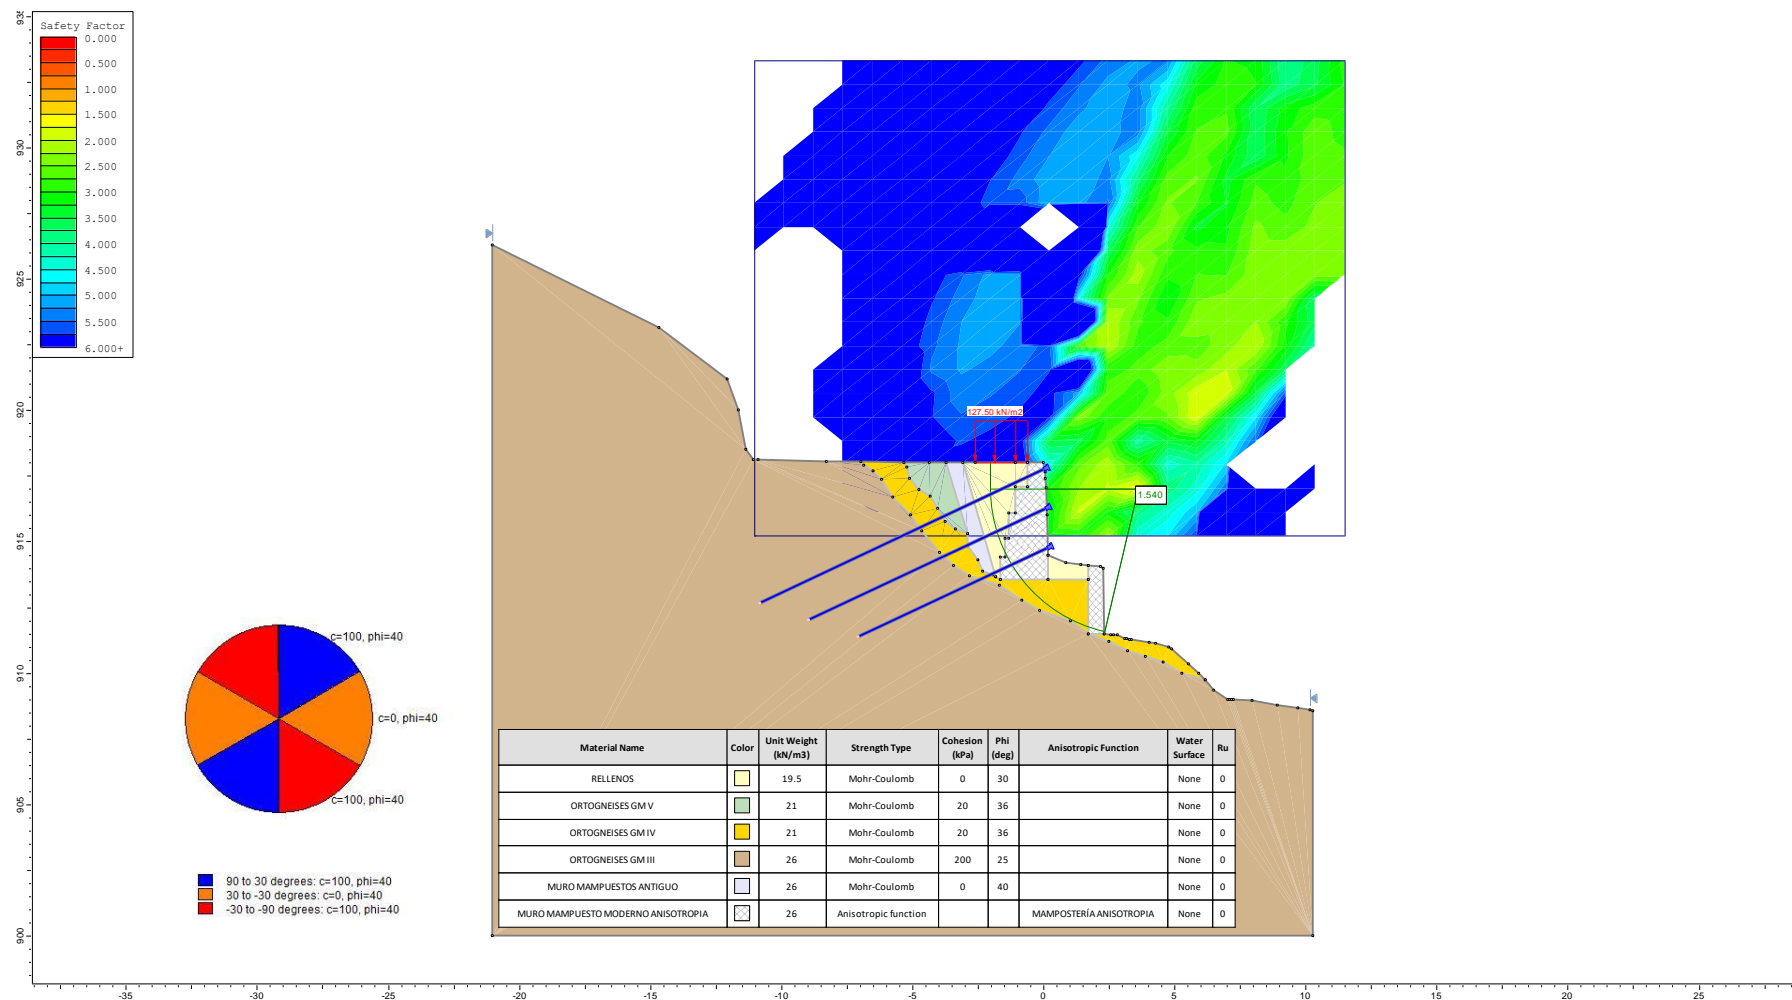 Safety Factor
0.000
0.500
1.000
1.500
2.000
2.500
3.000
3.500
4.000
4.500
5.000
5.500
6.000+
930
925
920
915
910
905
900
127.50 kN/m2
1.540
c=100, phi=40
c=0, phi=40
c=100, phi=40
90 to 30 degrees: c=100, phi=40
30 to -30 degrees: c=0, phi=40
-30 to -90 degrees: c=100, phi=40
Material Name Color Unit Weight (kN/m3) Strength Type Cohesion (kPa) Phi (deg) Anisotropic Function Water Surface Ru
RELLENOS 19.5 Mohr-Coulomb 0 30 None 0
ORTOGNEISES GM V 21 Mohr-Coulomb 20 36 None 0
ORTOGNEISES GM IV 21 Mohr-Coulomb 20 36 None 0
ORTOGNEISES GM III 26 Mohr-Coulomb 200 25 None 0
MURO MAMPUESTOS ANTIGUO 26 Mohr-Coulomb 0 40 None 0
MURO MAMPUESTO MODERNO ANISOTROPIA 26 Anisotropic function MAMPOSTERÍA ANISOTROPIA None 0
-35 -30 -25 -20 -15 -10 -5 0 5 10 15 20 25